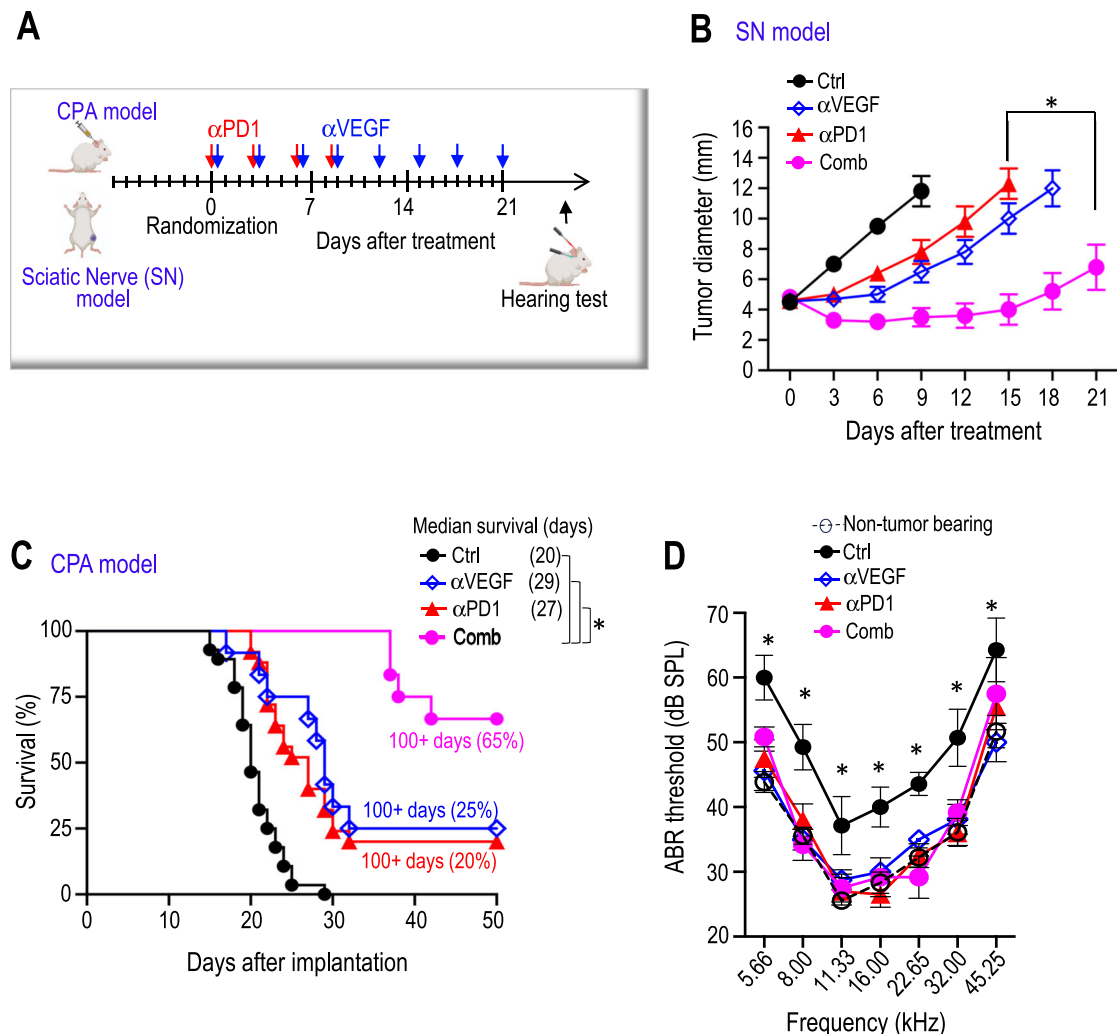 A
CPA model
αPD1
αVEGF
0
7
14
21
Randomization
Days after treatment
Sciatic Nerve (SN)
model
Hearing test
B
SN model
Ctrl
αVEGF
αPD1
Comb
*
16
14
12
10
8
6
4
2
0
Tumor diameter (mm)
0 3 6 9 12 15 18 21
Days after treatment
C
CPA model
Median survival (days)
Ctrl (20)
αVEGF (29)
αPD1 (27)
Comb
*
100
75
50
25
0
Survival (%)
100+ days (65%)
100+ days (25%)
100+ days (20%)
0 10 20 30 40 50
Days after implantation
D
Non-tumor bearing
Ctrl
αVEGF
αPD1
Comb
70
60
50
40
30
20
ABR threshold (dB SPL)
* * * * * * *
5.66 8.00 11.33 16.00 22.65 32.00 45.25
Frequency (kHz)